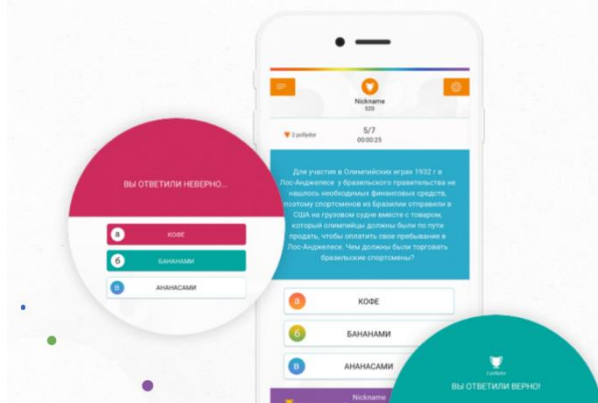 Nickname
520
2 pobjedor
5/7
00:00:25
Для участия в Олимпийских играх 1932 г в
Лос-Анджелесе у бразильского правительства не
нашлось необходимых финансовых средств,
поэтому спортсменов из Бразилии отправили в
США на грузовом судне вместе с товаром,
который олимпийцы должны были по пути
продать, чтобы оплатить свое пребывание в
Лос-Анджелесе. Чем должны были торговать
бразильские спортсмены?
а КОФЕ
б БАНАНАМИ
в АНАНАСАМИ
Nickname
ВЫ ОТВЕТИЛИ НЕВЕРНО...
а КОФЕ
б БАНАНАМИ
в АНАНАСАМИ
ВЫ ОТВЕТИЛИ ВЕРНО!